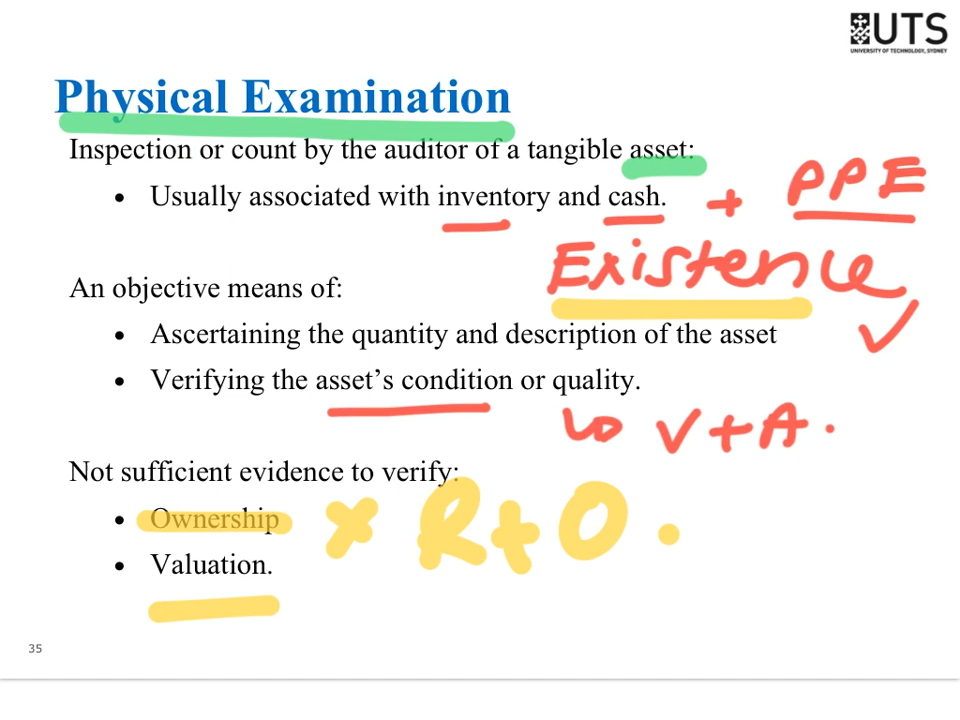 UTS
UNIVERSITY OF TECHNOLOGY, SYDNEY
Physical Examination
Inspection or count by the auditor of a tangible asset:
• Usually associated with inventory and cash. + PPE
Existence
An objective means of:
• Ascertaining the quantity and description of the asset
• Verifying the asset's condition or quality.
↳ V+A.
Not sufficient evidence to verify:
• Ownership × R+O.
• Valuation.
35